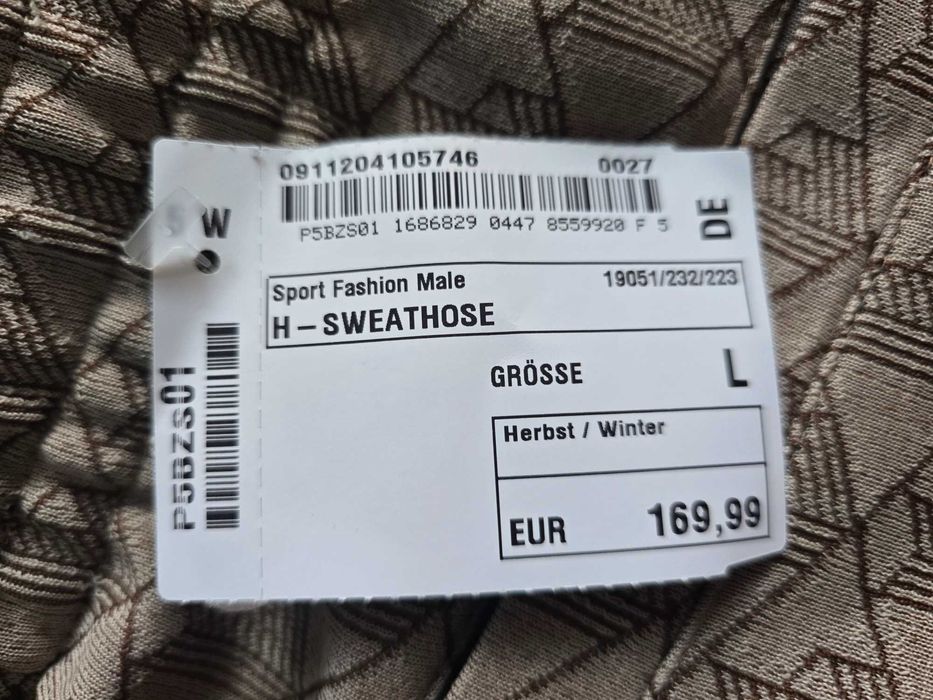 W
P5BZS01
0911204105746 0027
P5BZS01 1686829 0447 8559920 F 5
DE
Sport Fashion Male 19051/232/223
H-SWEATHOSE
GRÖSSE L
Herbst / Winter
EUR 169,99